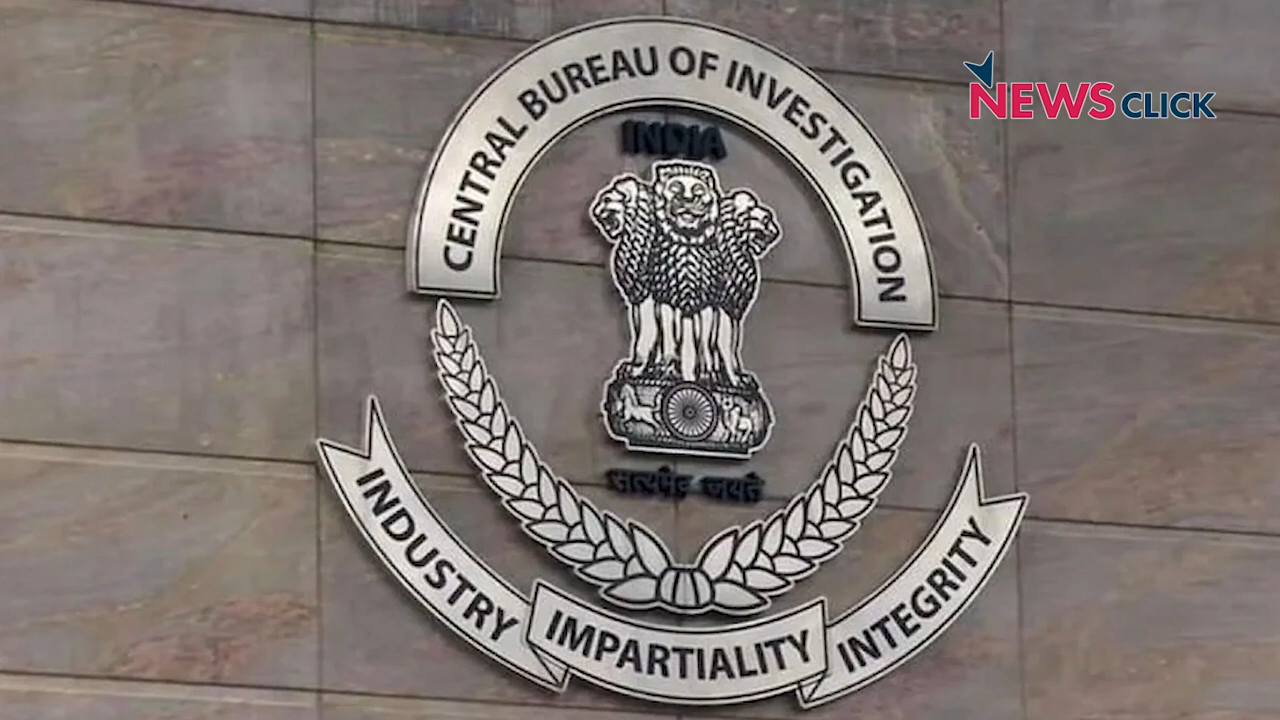 NEWSCLICK
CENTRAL BUREAU OF INVESTIGATION
INDIA
सत्यमेव जयते
INDUSTRY IMPARTIALITY INTEGRITY